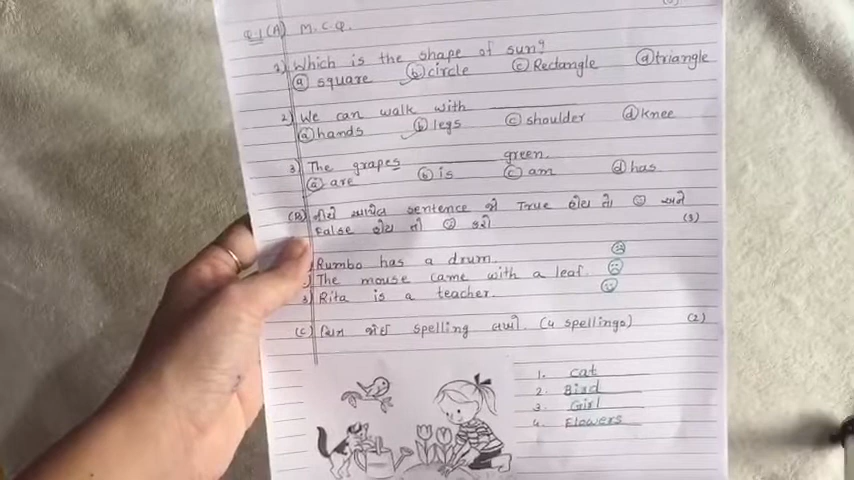 Q.1 (A) M.C.Q.
1) Which is the shape of sun?
(a) square (b) circle (c) Rectangle (d) triangle
2) We can walk with ________
(a) hands (b) legs (c) shoulder (d) knee
3) The grapes ________ green.
(a) are (b) is (c) am (d) has
(B) નીચે આપેલ sentence જો True હોય તો ☺ અને
False હોય તો ☹ કરો (3)
Rumbo has a drum. ☹
The mouse came with a leaf. ☹
3) Rita is a teacher. ☺
(C) ચિત્ર જોઈ spelling લખો. (૫ spellings) (2)
1. Cat
2. Bird
3. Girl
4. Flowers